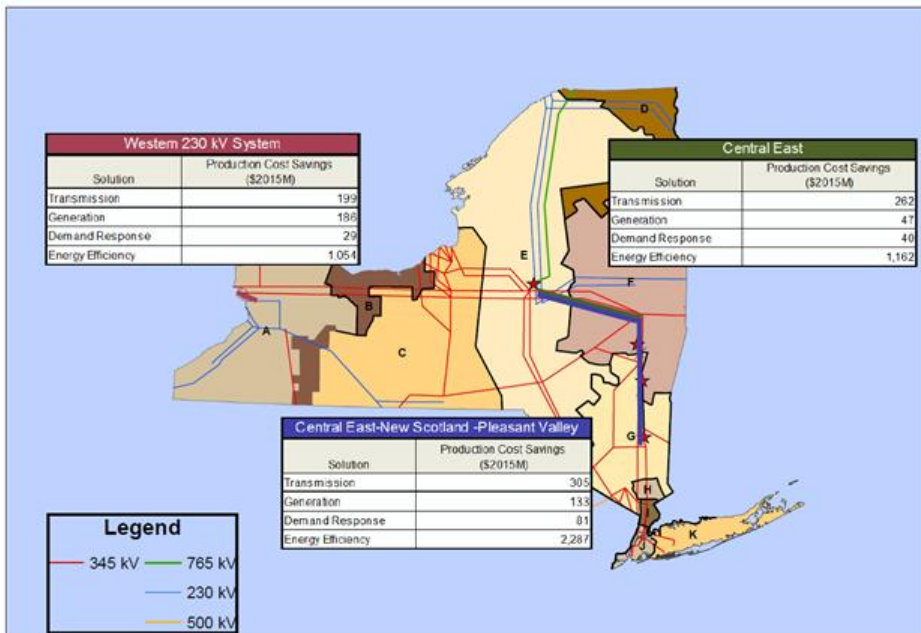 Western 230 kV System
Solution Production Cost Savings ($2015M)
Transmission 199
Generation 186
Demand Response 29
Energy Efficiency 1,054
Central East
Solution Production Cost Savings ($2015M)
Transmission 262
Generation 47
Demand Response 40
Energy Efficiency 1,162
D
E
F
A
B
C
G
H
K
Central East-New Scotland -Pleasant Valley
Solution Production Cost Savings ($2015M)
Transmission 305
Generation 133
Demand Response 81
Energy Efficiency 2,287
Legend
345 kV 765 kV
230 kV
500 kV